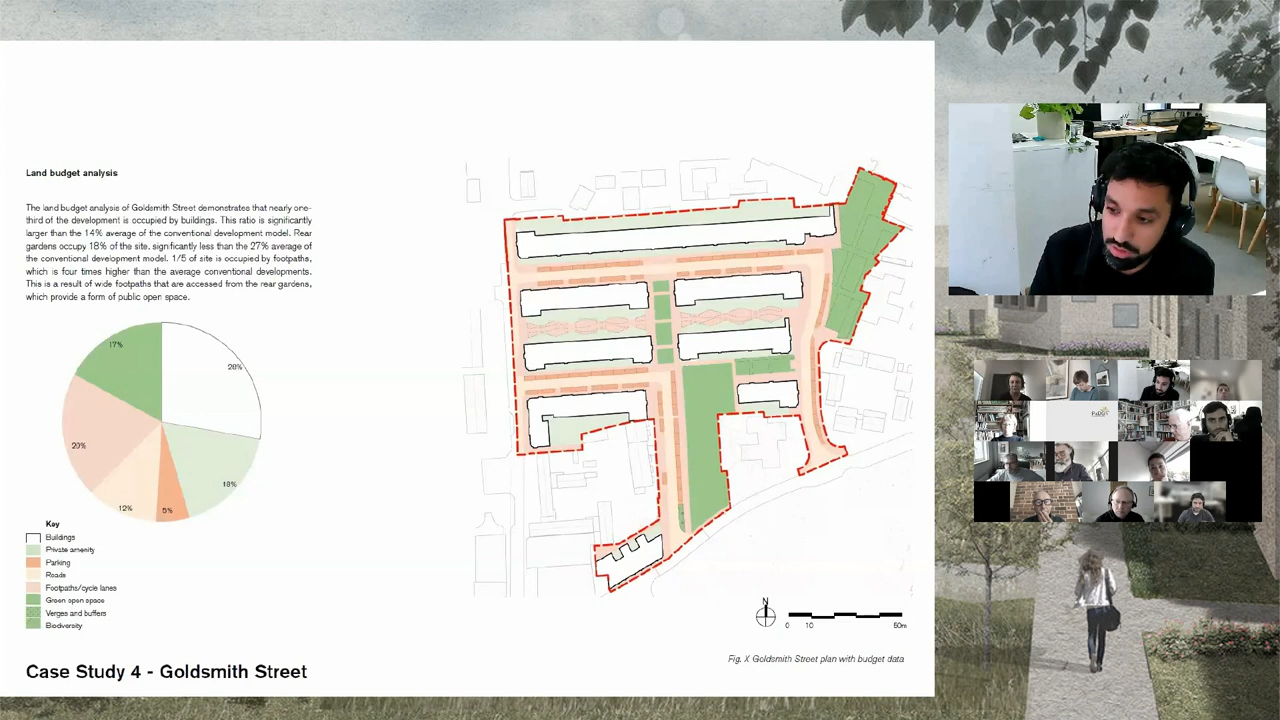 Land budget analysis
The land budget analysis of Goldsmith Street demonstrates that nearly one-
third of the development is occupied by buildings. This ratio is significantly
larger than the 14% average of the conventional development model. Rear
gardens occupy 18% of the site, significantly less than the 27% average of
the conventional development model. 1/5 of site is occupied by footpaths,
which is four times higher than the average conventional developments.
This is a result of wide footpaths that are accessed from the rear gardens,
which provide a form of public open space.
17%
28%
20%
18%
12%
5%
Key
Buildings
Private amenity
Parking
Roads
Footpaths/cycle lanes
Green open space
Verges and buffers
Biodiversity
N
0 10 50m
Fig. X Goldsmith Street plan with budget data
Case Study 4 - Goldsmith Street